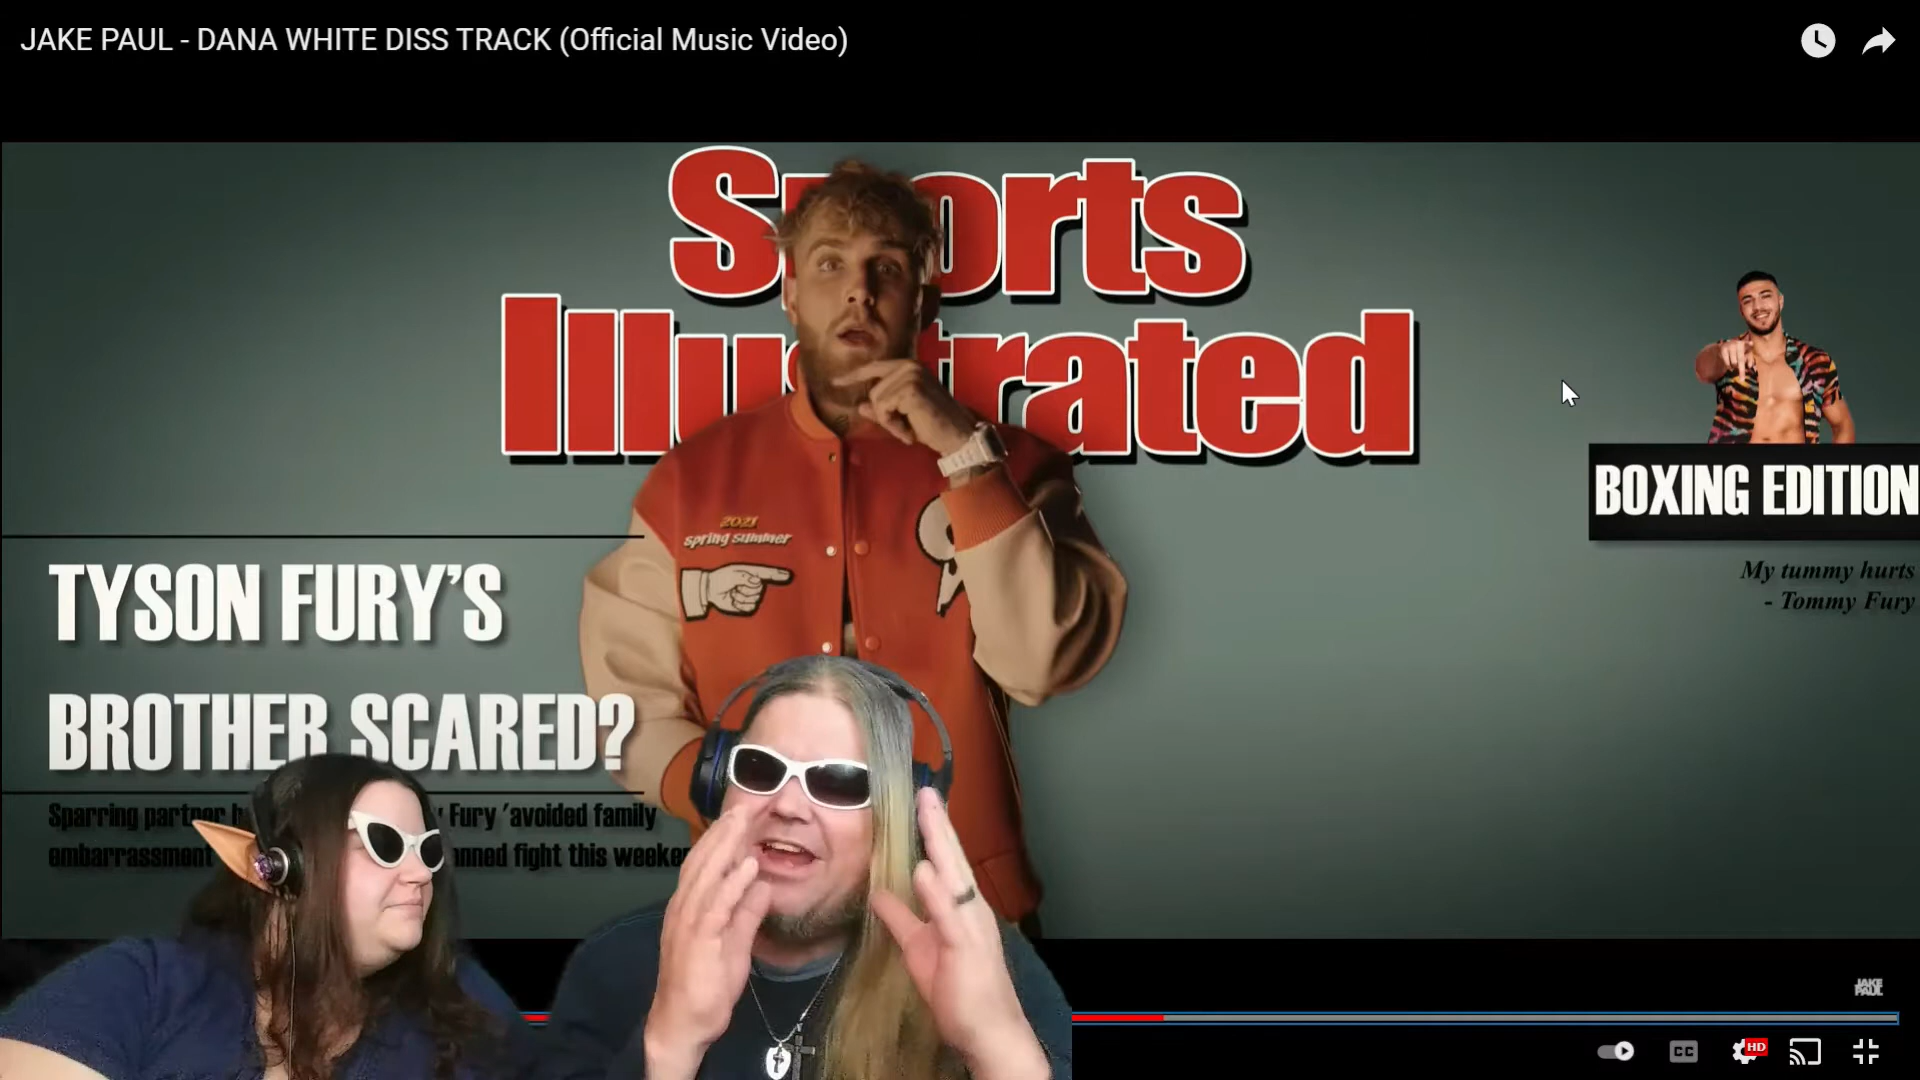 JAKE PAUL - DANA WHITE DISS TRACK (Official Music Video)
Sports
Illustrated
BOXING EDITION
My tummy hurts
- Tommy Fury
2021
spring summer
TYSON FURY'S
BROTHER SCARED?
Sparring partner Fury 'avoided family
embarrassment fight this
JAKE
PAUL
CC
HD